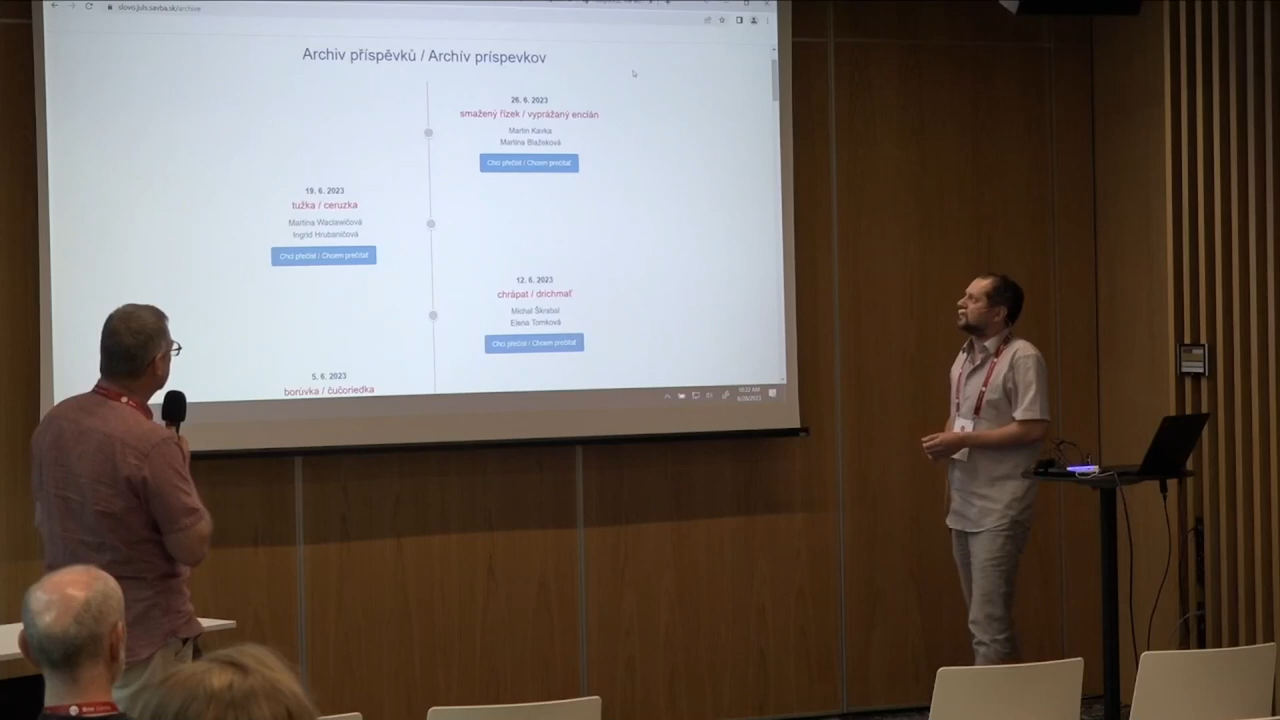 slovo.juls.savba.sk/archive
Archiv příspěvků / Archív príspevkov
26. 6. 2023
smažený řízek / vyprážaný encián
Martin Kavka
Martina Blažeková
Chci přečíst / Chcem prečítať
19. 6. 2023
tužka / ceruzka
Martina Waclawičová
Ingrid Hrubaničová
Chci přečíst / Chcem prečítať
12. 6. 2023
chrápat / drichmať
Michal Škrabal
Elena Tomková
Chci přečíst / Chcem prečítať
5. 6. 2023
borůvka / čučoriedka